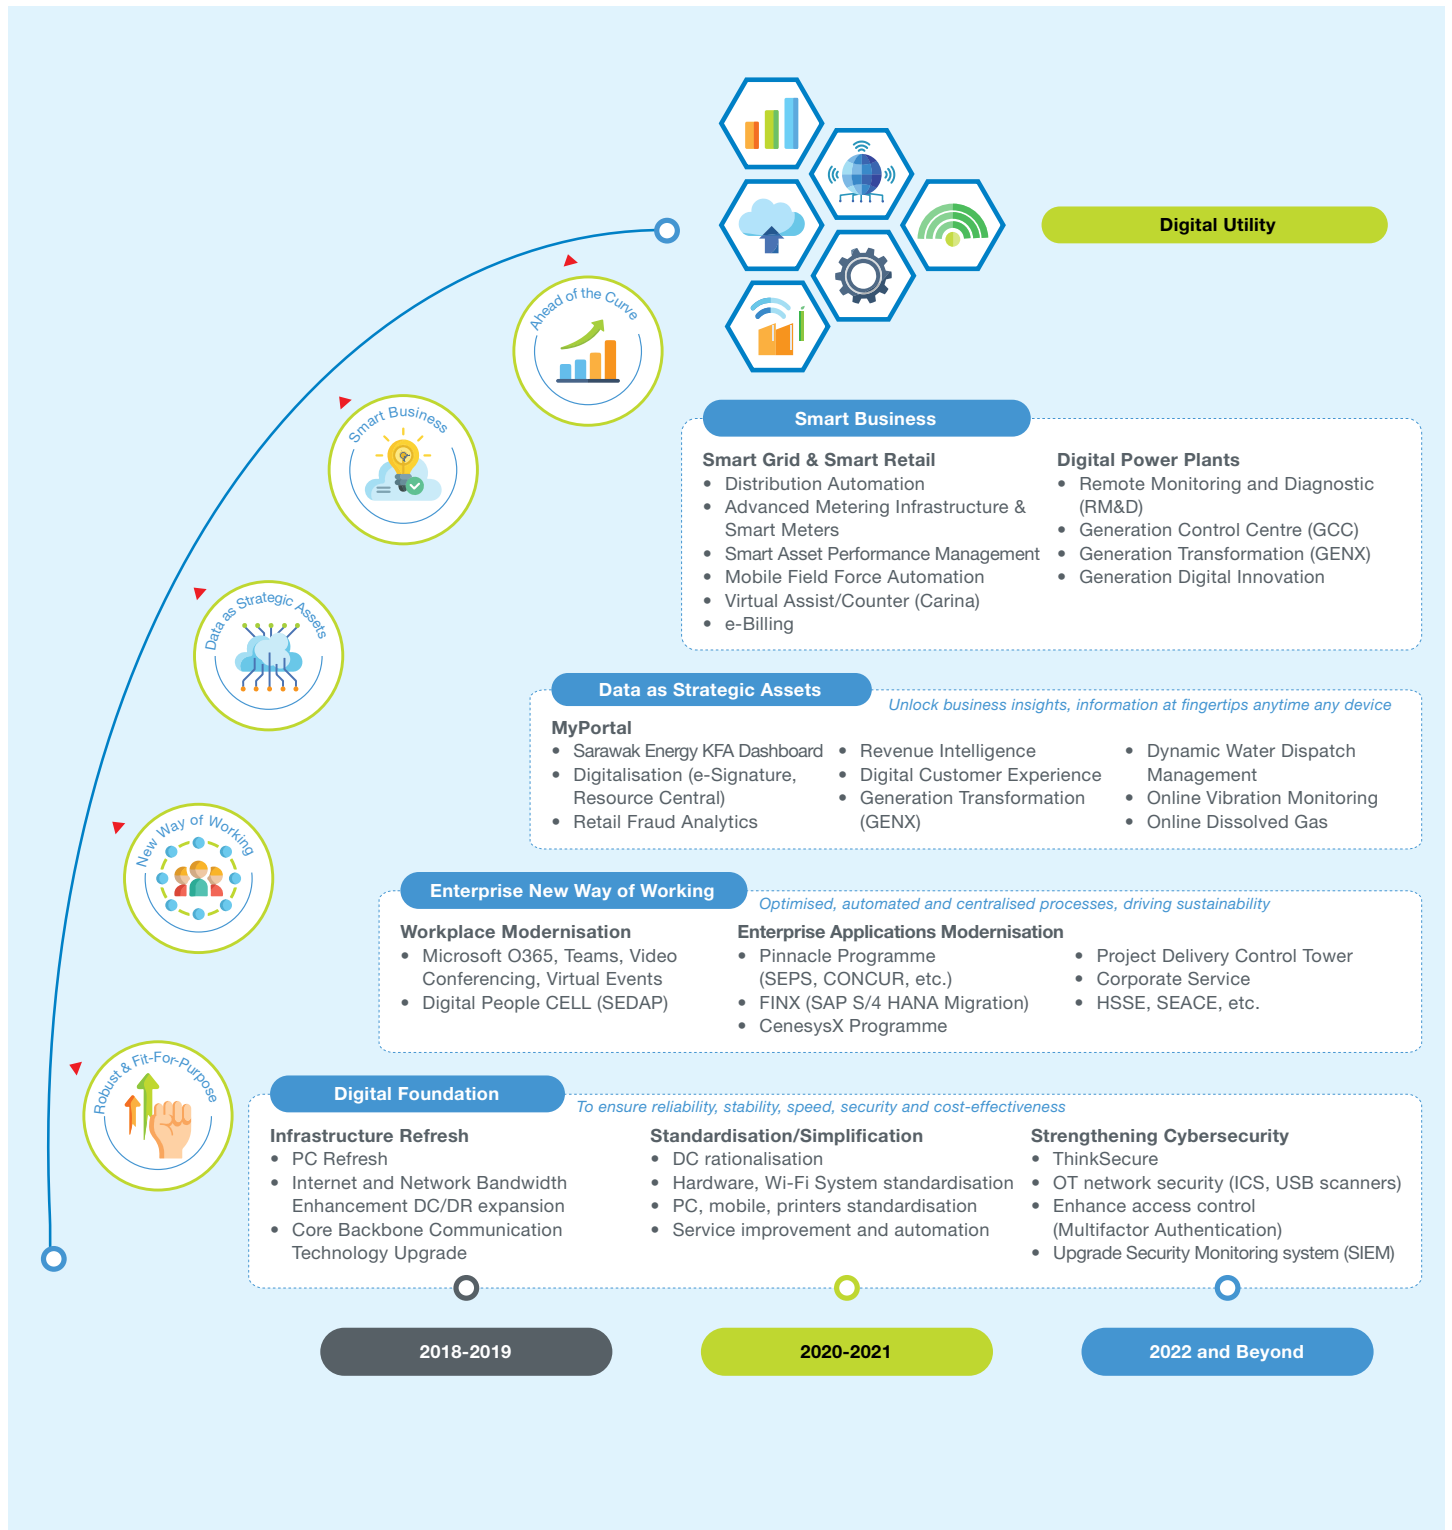 Digital Utility
Ahead of the Curve
Smart Business
Smart Business
Smart Grid & Smart Retail
• Distribution Automation
• Advanced Metering Infrastructure &
Smart Meters
• Smart Asset Performance Management
• Mobile Field Force Automation
• Virtual Assist/Counter (Carina)
• e-Billing
Digital Power Plants
• Remote Monitoring and Diagnostic
(RM&D)
• Generation Control Centre (GCC)
• Generation Transformation (GENX)
• Generation Digital Innovation
Data as Strategic Assets
Data as Strategic Assets
Unlock business insights, information at fingertips anytime any device
MyPortal
• Sarawak Energy KFA Dashboard
• Digitalisation (e-Signature,
Resource Central)
• Retail Fraud Analytics
• Revenue Intelligence
• Digital Customer Experience
• Generation Transformation
(GENX)
• Dynamic Water Dispatch
Management
• Online Vibration Monitoring
• Online Dissolved Gas
New Way of Working
Enterprise New Way of Working
Optimised, automated and centralised processes, driving sustainability
Workplace Modernisation
• Microsoft O365, Teams, Video
Conferencing, Virtual Events
• Digital People CELL (SEDAP)
Enterprise Applications Modernisation
• Pinnacle Programme
(SEPS, CONCUR, etc.)
• FINX (SAP S/4 HANA Migration)
• CenesysX Programme
• Project Delivery Control Tower
• Corporate Service
• HSSE, SEACE, etc.
Robust & Fit-For-Purpose
Digital Foundation
To ensure reliability, stability, speed, security and cost-effectiveness
Infrastructure Refresh
• PC Refresh
• Internet and Network Bandwidth
Enhancement DC/DR expansion
• Core Backbone Communication
Technology Upgrade
Standardisation/Simplification
• DC rationalisation
• Hardware, Wi-Fi System standardisation
• PC, mobile, printers standardisation
• Service improvement and automation
Strengthening Cybersecurity
• ThinkSecure
• OT network security (ICS, USB scanners)
• Enhance access control
(Multifactor Authentication)
• Upgrade Security Monitoring system (SIEM)
2018-2019
2020-2021
2022 and Beyond